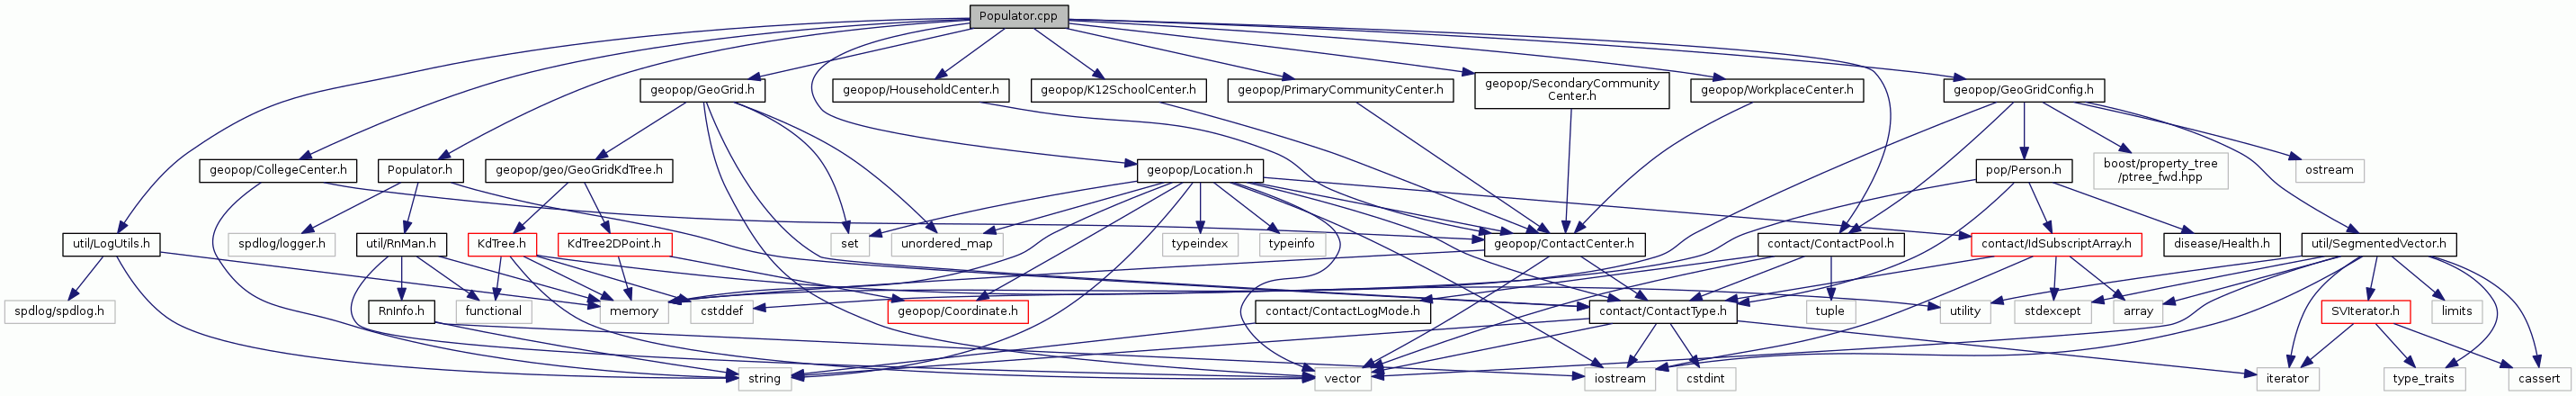 Populator.cpp
geopop/GeoGrid.h
geopop/HouseholdCenter.h
geopop/K12SchoolCenter.h
geopop/PrimaryCommunityCenter.h
geopop/SecondaryCommunity
Center.h
geopop/WorkplaceCenter.h
geopop/GeoGridConfig.h
geopop/CollegeCenter.h
Populator.h
geopop/geo/GeoGridKdTree.h
geopop/Location.h
pop/Person.h
boost/property_tree
/ptree_fwd.hpp
ostream
util/LogUtils.h
spdlog/logger.h
util/RnMan.h
KdTree.h
KdTree2DPoint.h
set
unordered_map
typeindex
typeinfo
geopop/ContactCenter.h
contact/ContactPool.h
contact/IdSubscriptArray.h
disease/Health.h
util/SegmentedVector.h
spdlog/spdlog.h
RnInfo.h
functional
memory
cstddef
geopop/Coordinate.h
contact/ContactLogMode.h
contact/ContactType.h
tuple
utility
stdexcept
array
SVIterator.h
limits
string
vector
iostream
cstdint
iterator
type_traits
cassert